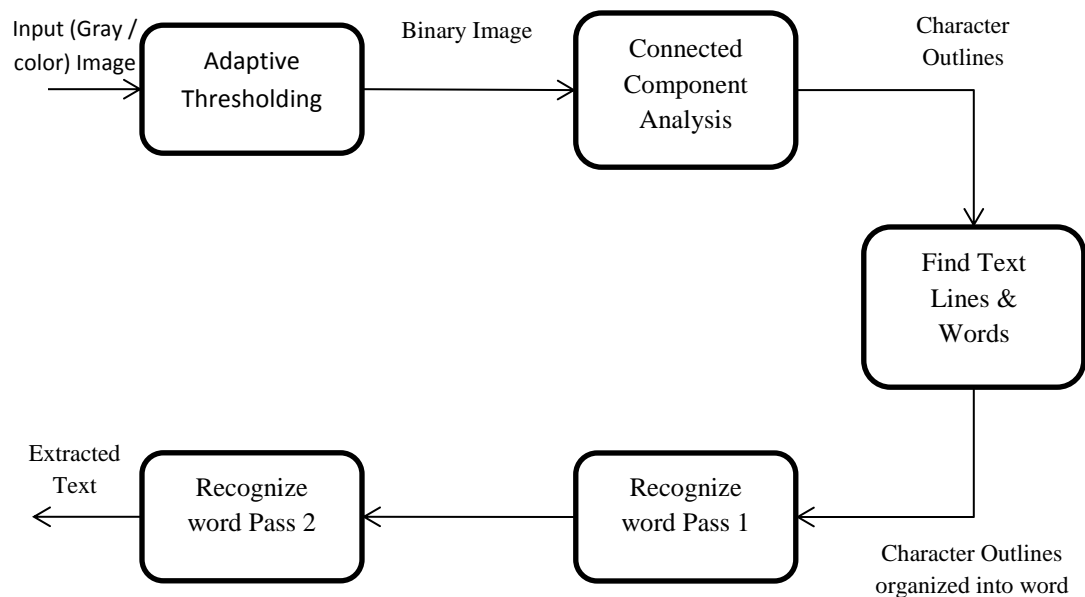 Input (Gray /
color) Image
Adaptive
Thresholding
Binary Image
Connected
Component
Analysis
Character
Outlines
Find Text
Lines &
Words
Character Outlines
organized into word
Recognize
word Pass 1
Recognize
word Pass 2
Extracted
Text